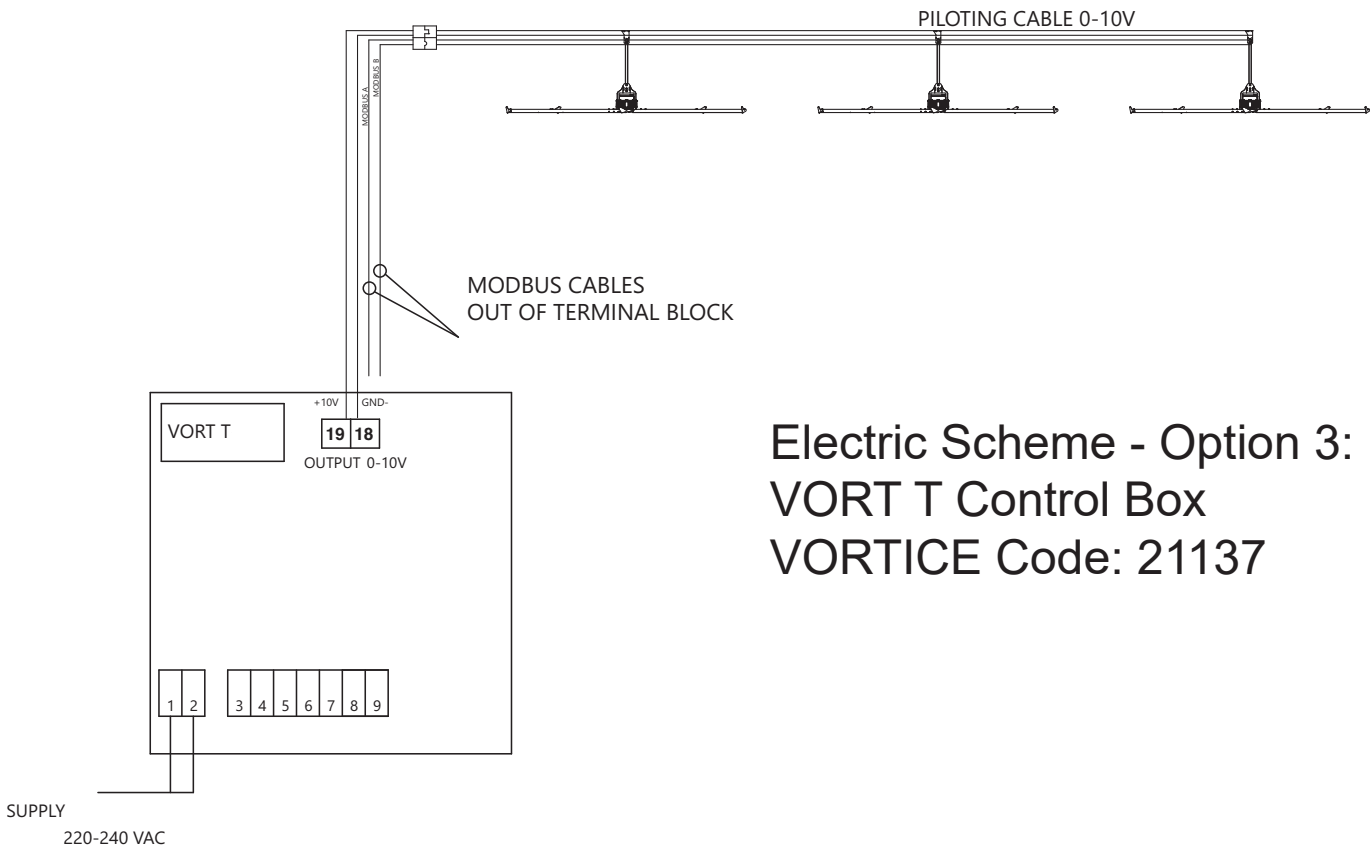 PILOTING CABLE 0-10V
MODBUS A
MODBUS B
MODBUS CABLES
OUT OF TERMINAL BLOCK
+10V
GND-
VORT T
19 18
OUTPUT 0-10V
Electric Scheme - Option 3:
VORT T Control Box
VORTICE Code: 21137
1 2 3 4 5 6 7 8 9
SUPPLY
220-240 VAC